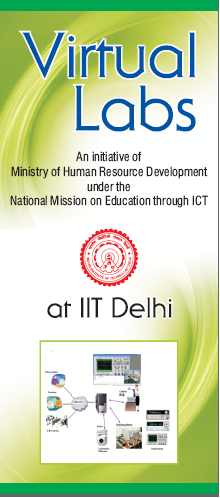 Virtual
Labs
An initiative of
Ministry of Human Resource Development
under the
National Mission on Education through ICT
at IIT Delhi